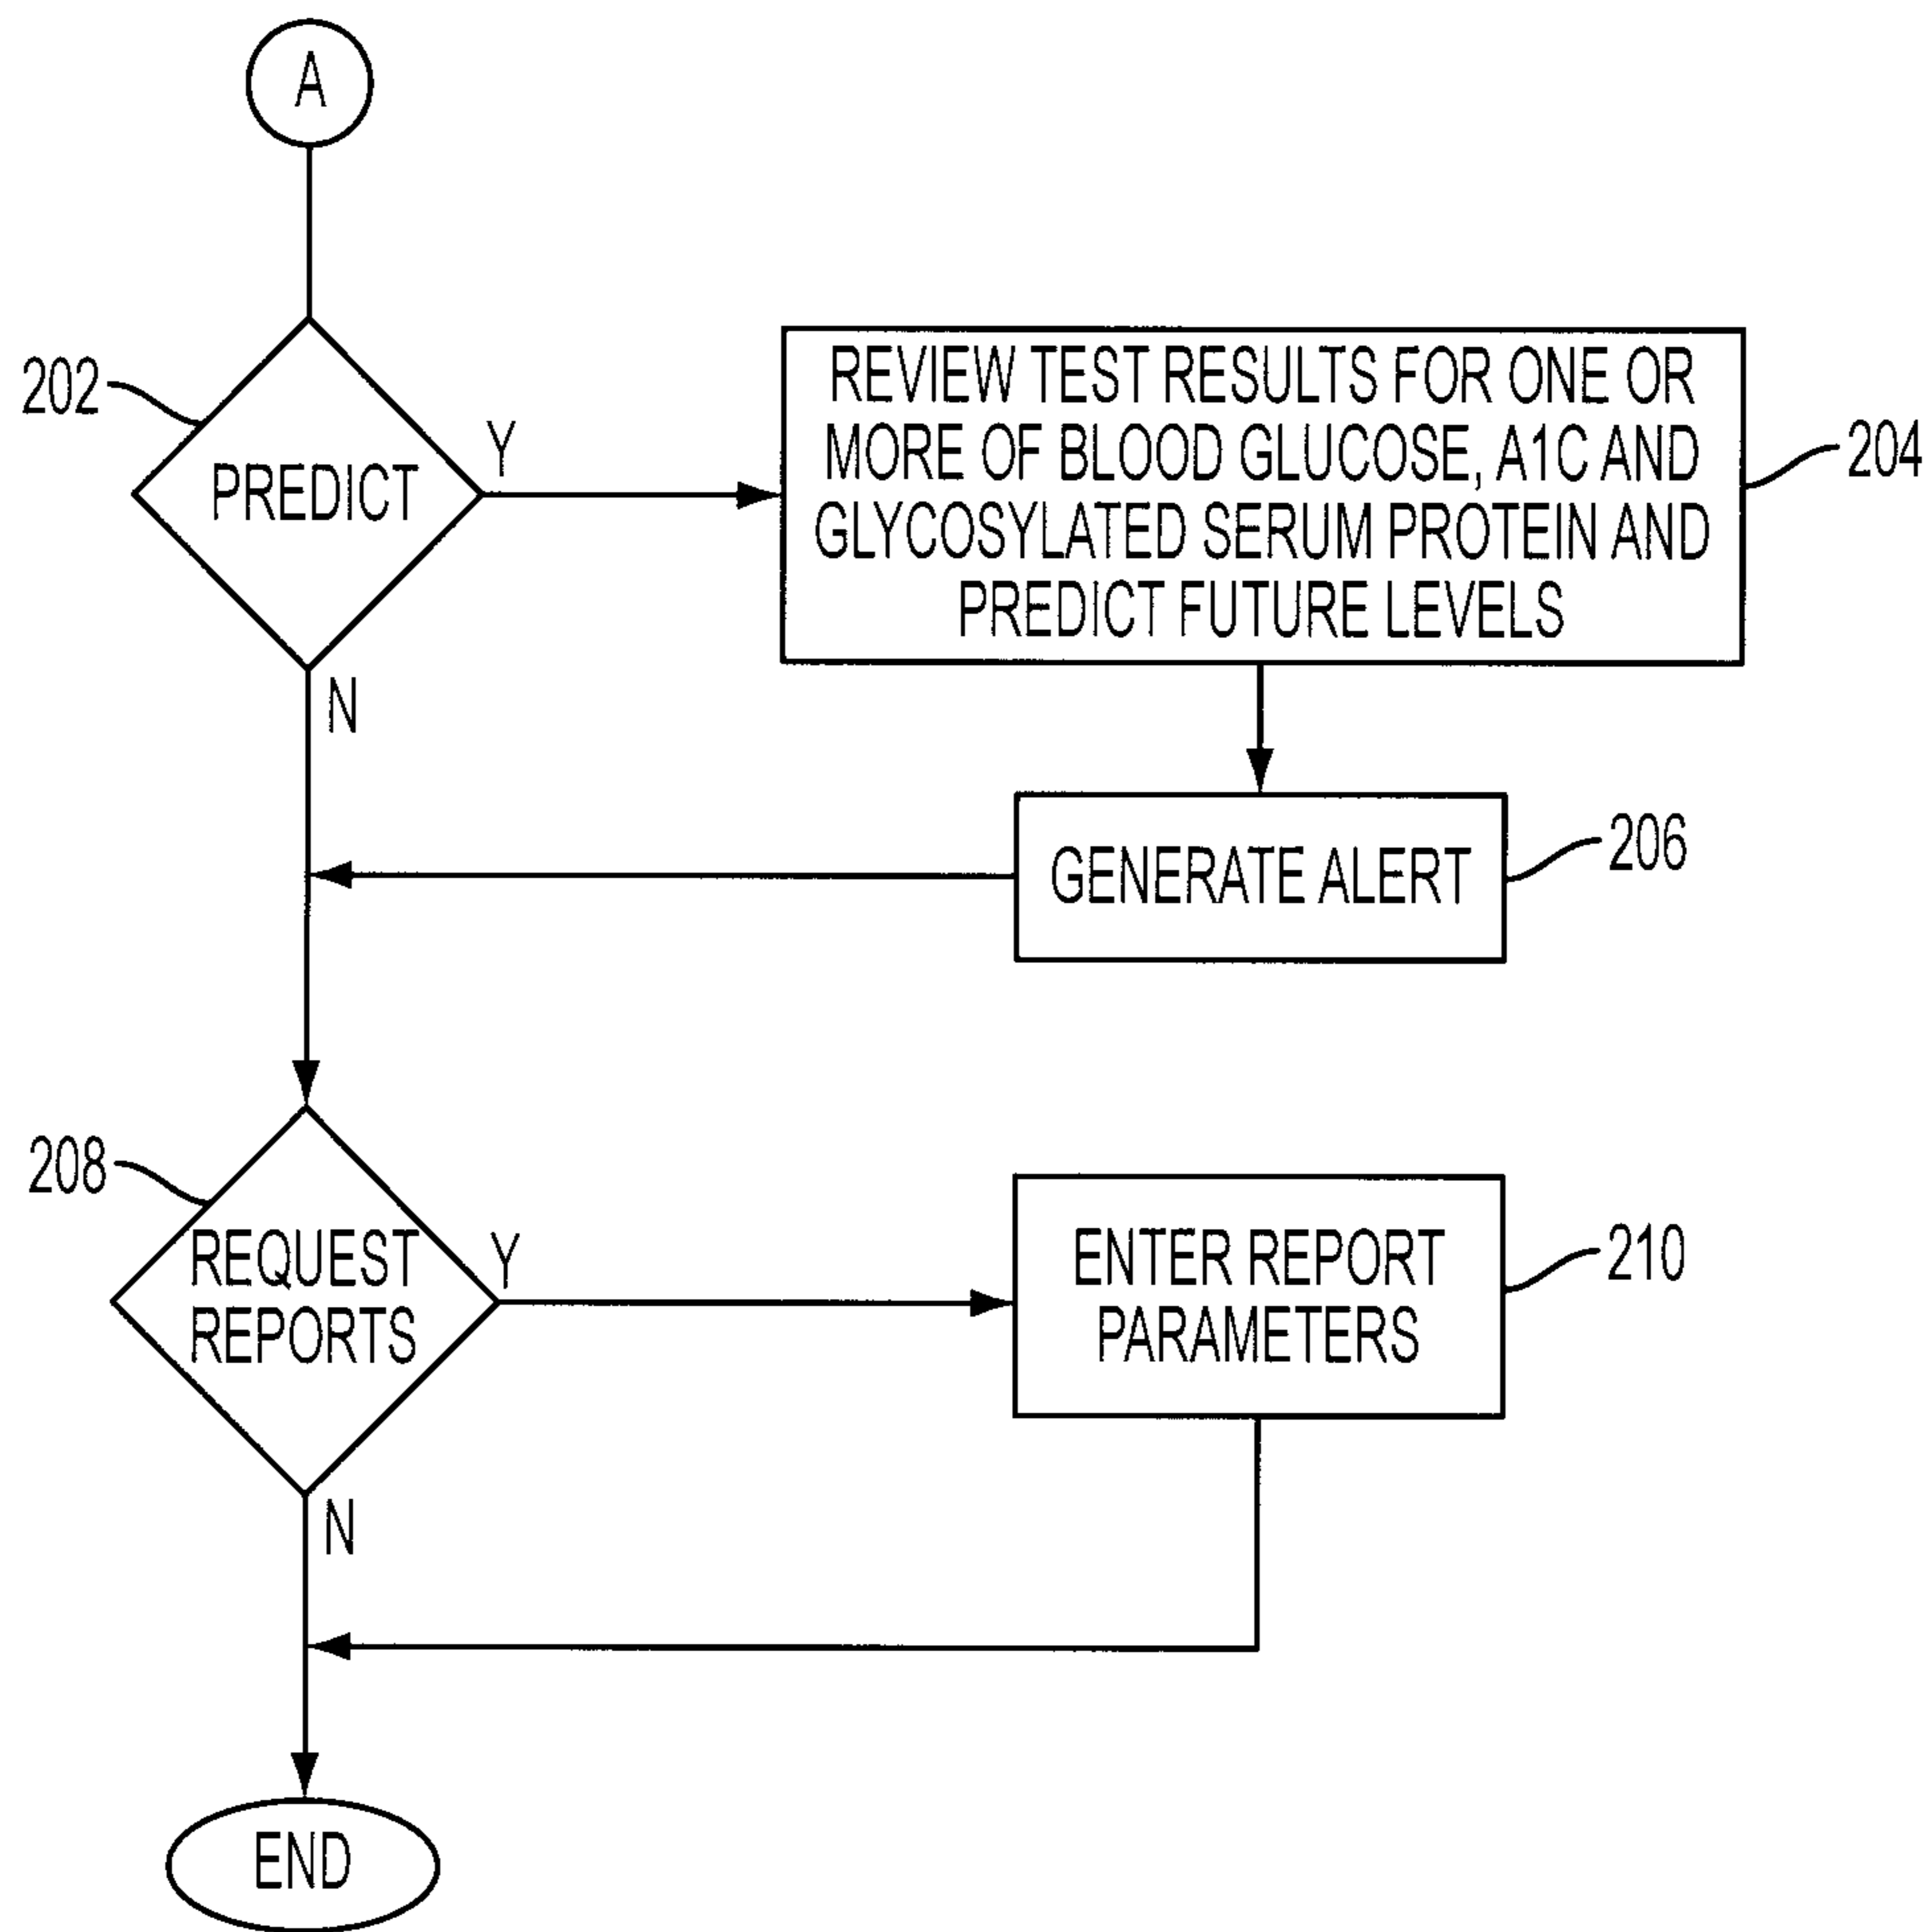 A
202
PREDICT
Y
N
REVIEW TEST RESULTS FOR ONE OR
MORE OF BLOOD GLUCOSE, A1C AND
GLYCOSYLATED SERUM PROTEIN AND
PREDICT FUTURE LEVELS
204
GENERATE ALERT
206
208
REQUEST
REPORTS
Y
N
ENTER REPORT
PARAMETERS
210
END